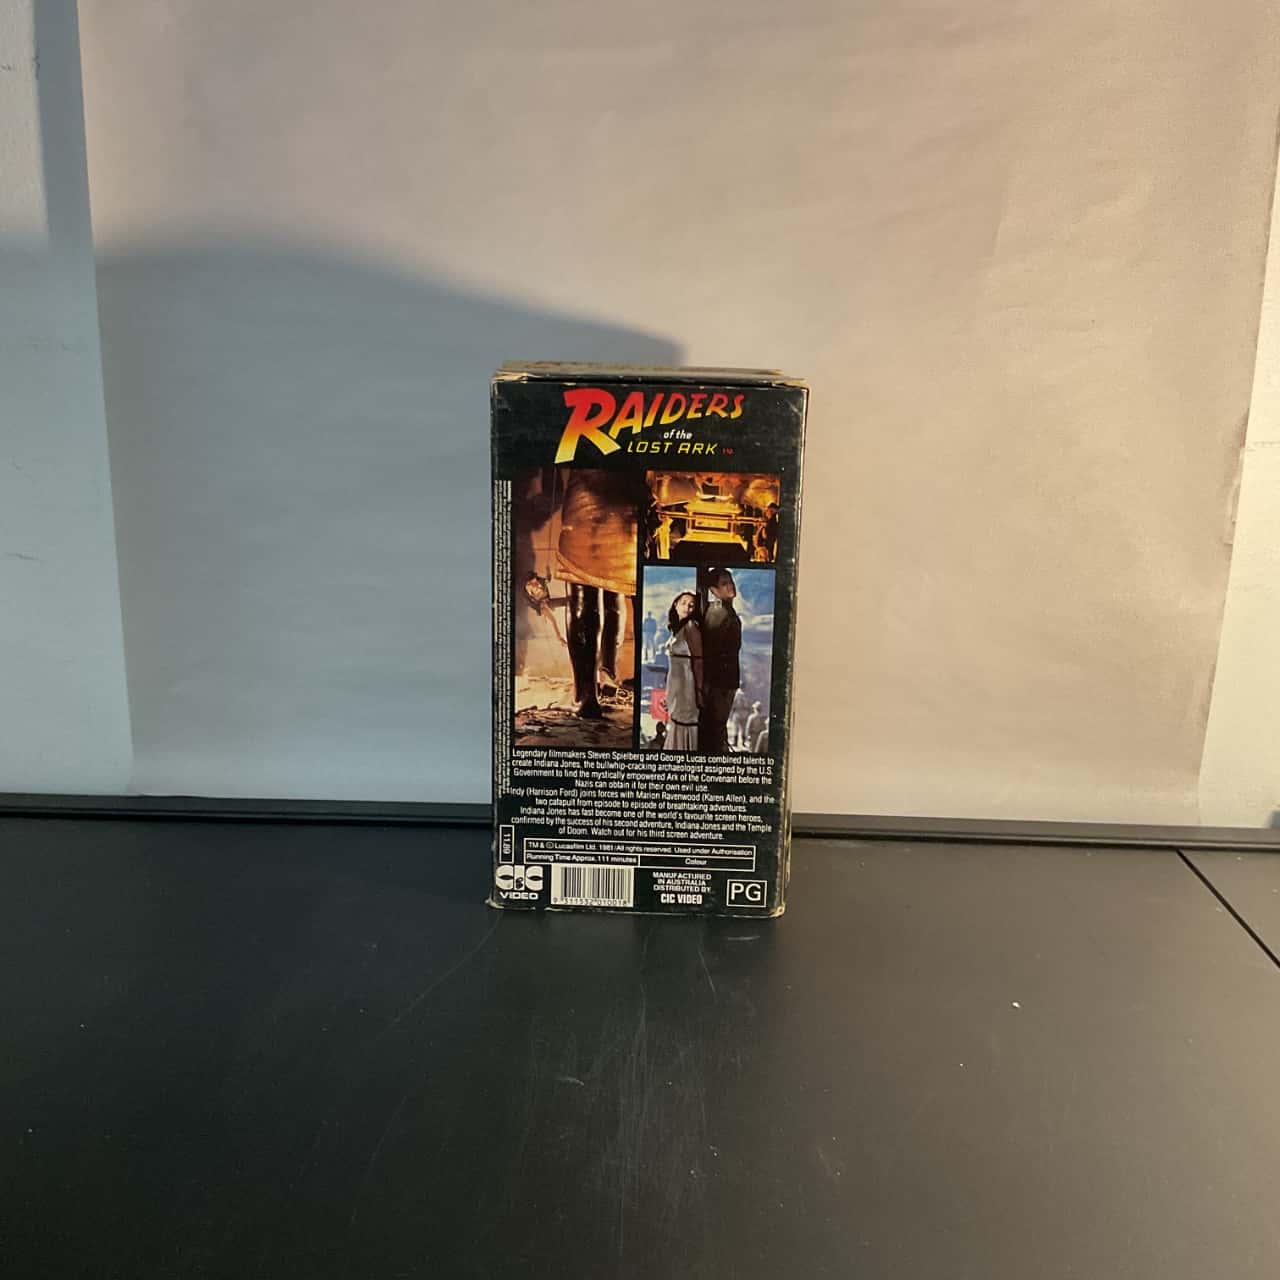 RAIDERS
of the
LOST ARK TM
Legendary filmmakers Steven Spielberg and George Lucas combined talents to
create Indiana Jones, the bullwhip-cracking archaeologist assigned by the U.S.
Government to find the mystically empowered Ark of the Convenant before the
Nazis can obtain it for their own evil use.
Indy (Harrison Ford) joins forces with Marion Ravenwood (Karen Allen), and the
two catapult from episode to episode of breathtaking adventures.
Indiana Jones has fast become one of the world's favourite screen heroes,
confirmed by the success of his second adventure, Indiana Jones and the Temple
of Doom. Watch out for his third screen adventure.
11.89
TM & © Lucasfilm Ltd. 1981 All rights reserved. Used under Authorisation
Running Time Approx. 111 minutes Colour
CIC
VIDEO
9 311532 010018
MANUFACTURED
IN AUSTRALIA
DISTRIBUTED BY
CIC VIDEO
PG